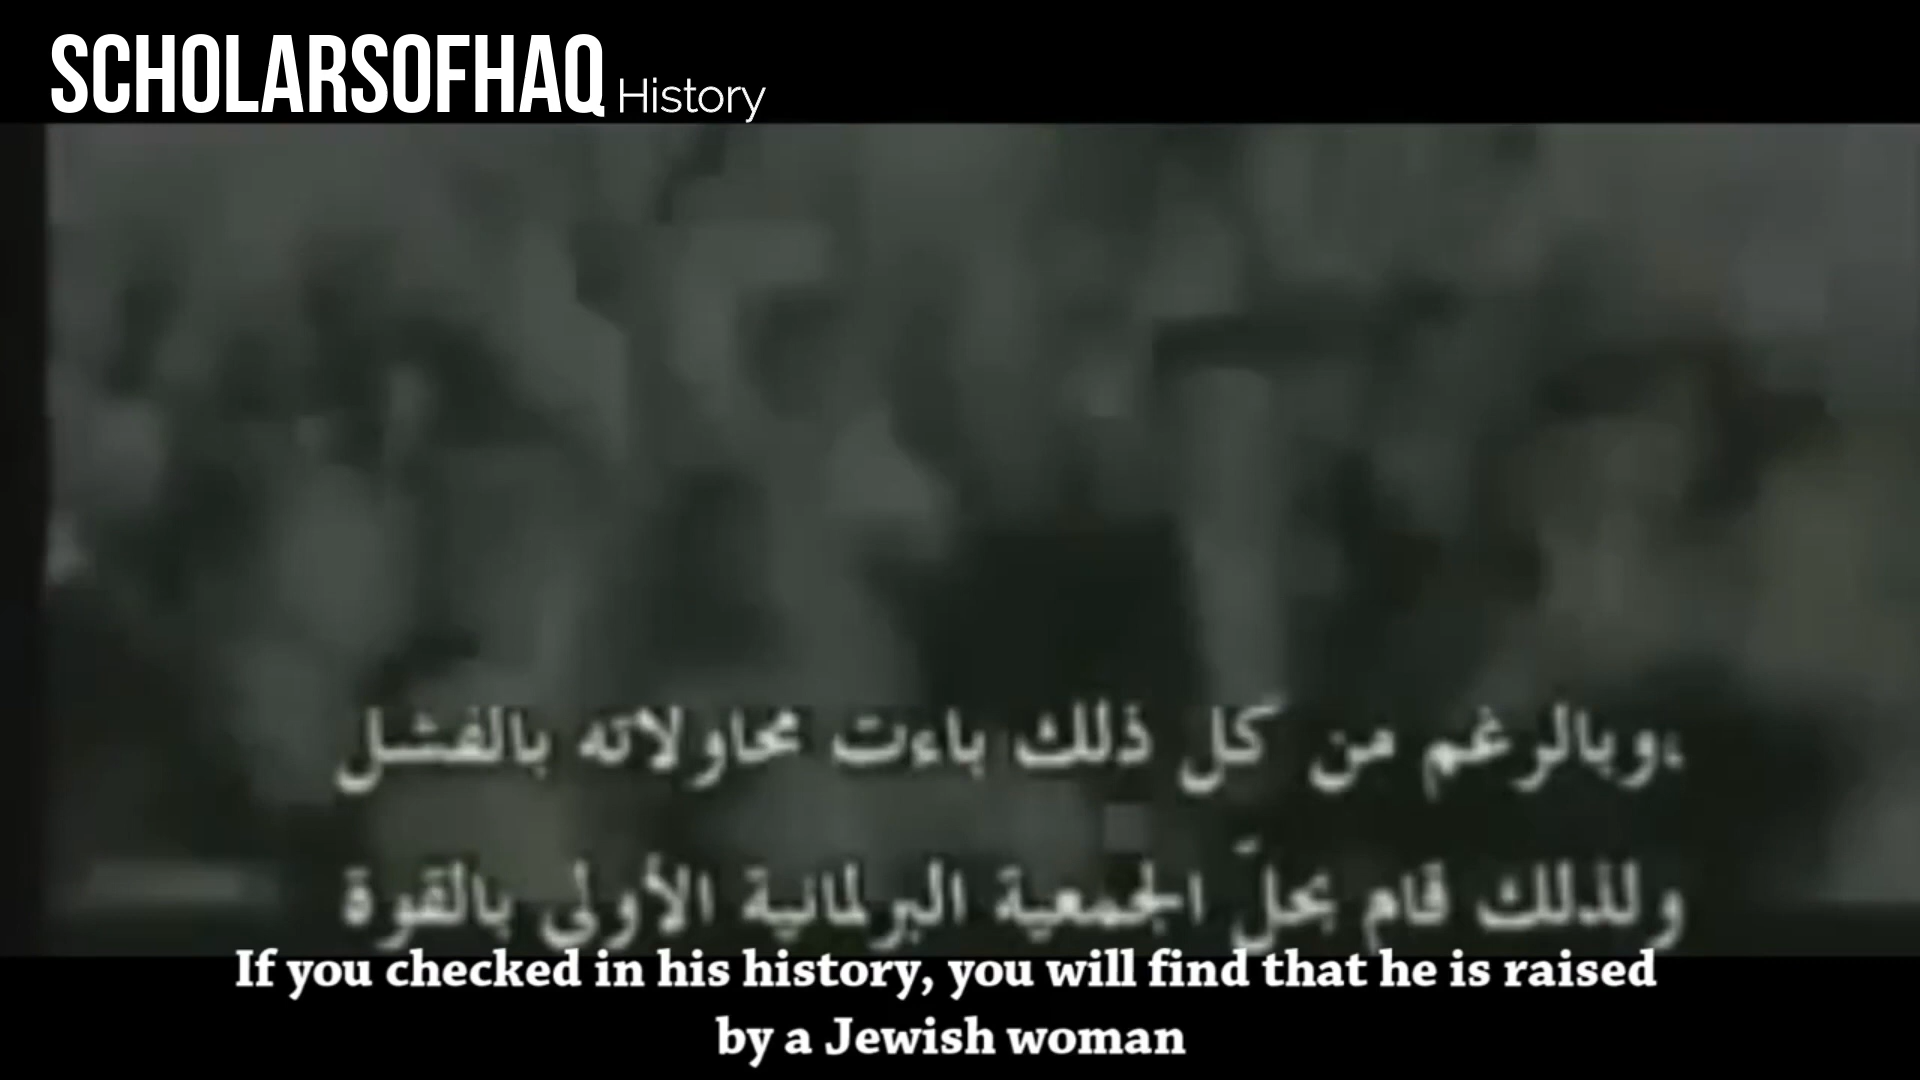 SCHOLARSOFHAQ History
،وبالرغم من كل ذلك باءت محاولاته بالفشل
ولذلك قام بحلّ الجمعية البرلمانية الأولى بالقوة
If you checked in his history, you will find that he is raised
by a Jewish woman